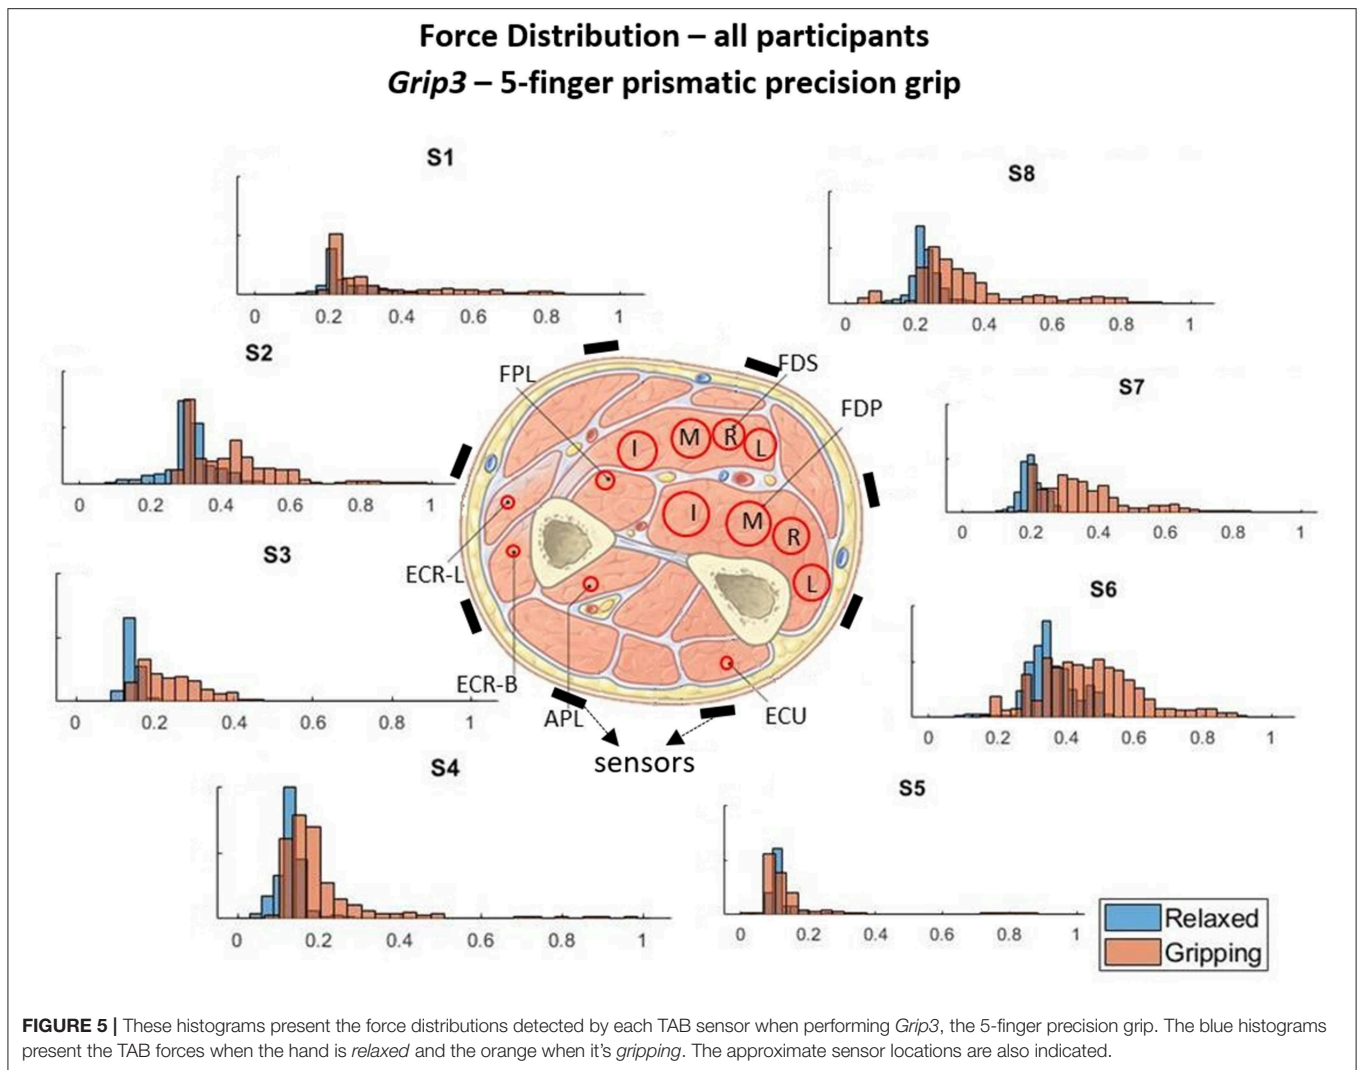 Force Distribution – all participants
Grip3 – 5-finger prismatic precision grip
S1
0 0.2 0.4 0.6 0.8 1
S8
0 0.2 0.4 0.6 0.8 1
S2
0 0.2 0.4 0.6 0.8 1
S7
0 0.2 0.4 0.6 0.8 1
S3
0 0.2 0.4 0.6 0.8 1
S6
0 0.2 0.4 0.6 0.8 1
S4
0 0.2 0.4 0.6 0.8 1
S5
0 0.2 0.4 0.6 0.8 1
FPL
FDS
FDP
I M R L
I M R L
ECR-L
ECR-B
APL
ECU
sensors
Relaxed
Gripping
FIGURE 5 | These histograms present the force distributions detected by each TAB sensor when performing Grip3, the 5-finger precision grip. The blue histograms
present the TAB forces when the hand is relaxed and the orange when it's gripping. The approximate sensor locations are also indicated.